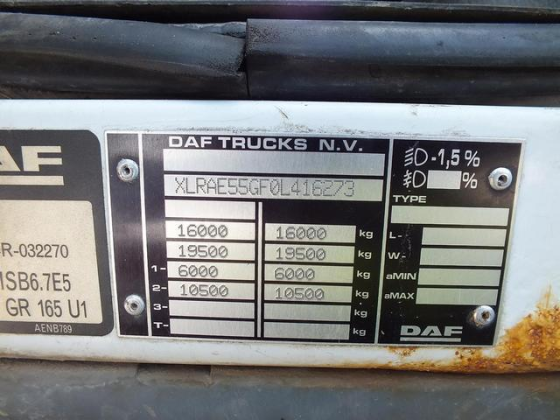 DAF
R-032270
ISB6.7E5
GR 165 U1
AENB789
DAF TRUCKS N.V.
XLRAE55GF0L416273
16000 16000 kg
19500 19500 kg
1- 6000 6000 kg
2- 10500 10500 kg
3- kg
T- kg
-1,5 %
%
TYPE
L-
W-
aMIN
aMAX
DAF